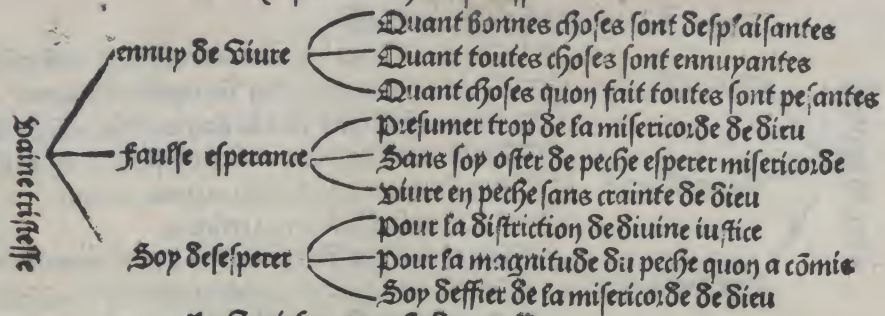 Vaine tristesse
ennuy de viure
Quant bonnes choses sont desplaisantes
Quant toutes choses sont ennuyantes
Quant choses quon fait toutes sont pesantes
faulse esperance
Presumer trop de la misericorde de dieu
Sans soy oster de peche esperer misericorde
viure en peche sans crainte de dieu
Soy desesperer
Pour la distriction de diuine iustice
Pour la magnitude du peche quon a cõmis
Soy deffier de la misericorde de dieu